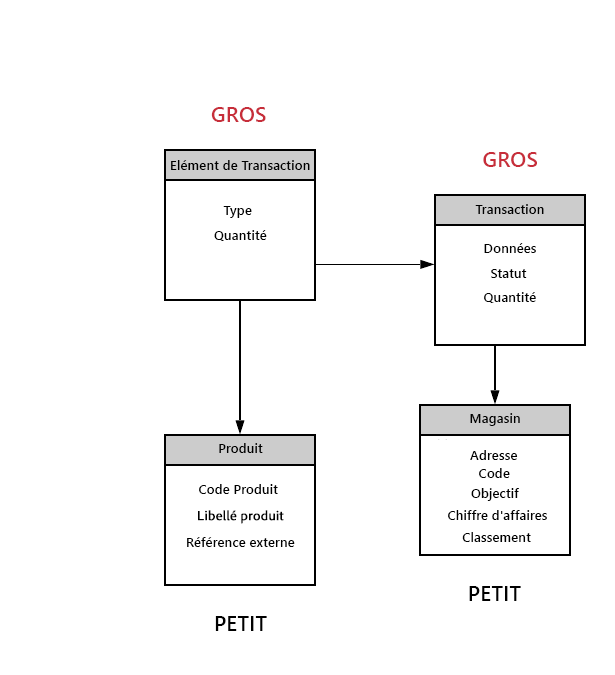 GROS
Elément de Transaction
Type
Quantité
GROS
Transaction
Données
Statut
Quantité
Produit
Code Produit
Libellé produit
Référence externe
PETIT
Magasin
Adresse
Code
Objectif
Chiffre d'affaires
Classement
PETIT